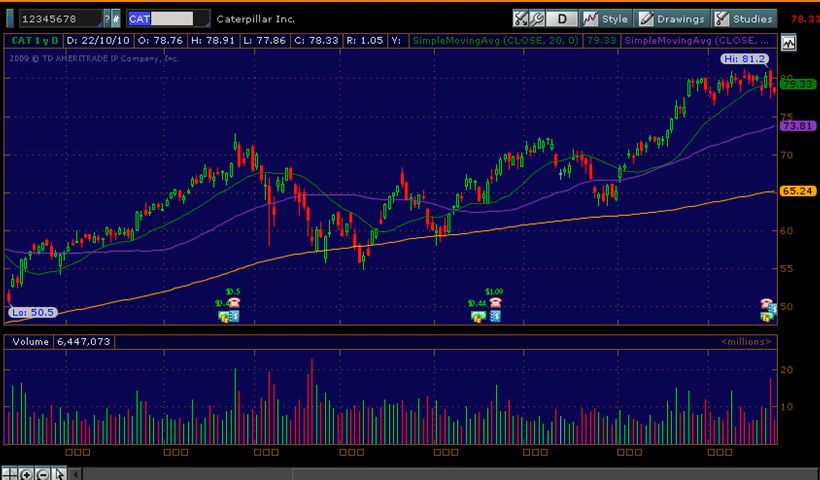 12345678 ? # CAT Caterpillar Inc. D Style Drawings Studies 78.33
CAT 1 y D D: 22/10/10 O: 78.76 H: 78.91 L: 77.86 C: 78.33 R: 1.05 Y: SimpleMovingAvg (CLOSE, 20, 0) 79.33 SimpleMovingAvg (CLOSE, ...
2009 © TD AMERITRADE IP Company, Inc.
Hi: 81.2
80
79.33
75
73.81
70
65.24
60
55
$0.5 $1.09
$0.44
50
Lo: 50.5
Volume 6,447,073 <millions>
20
10